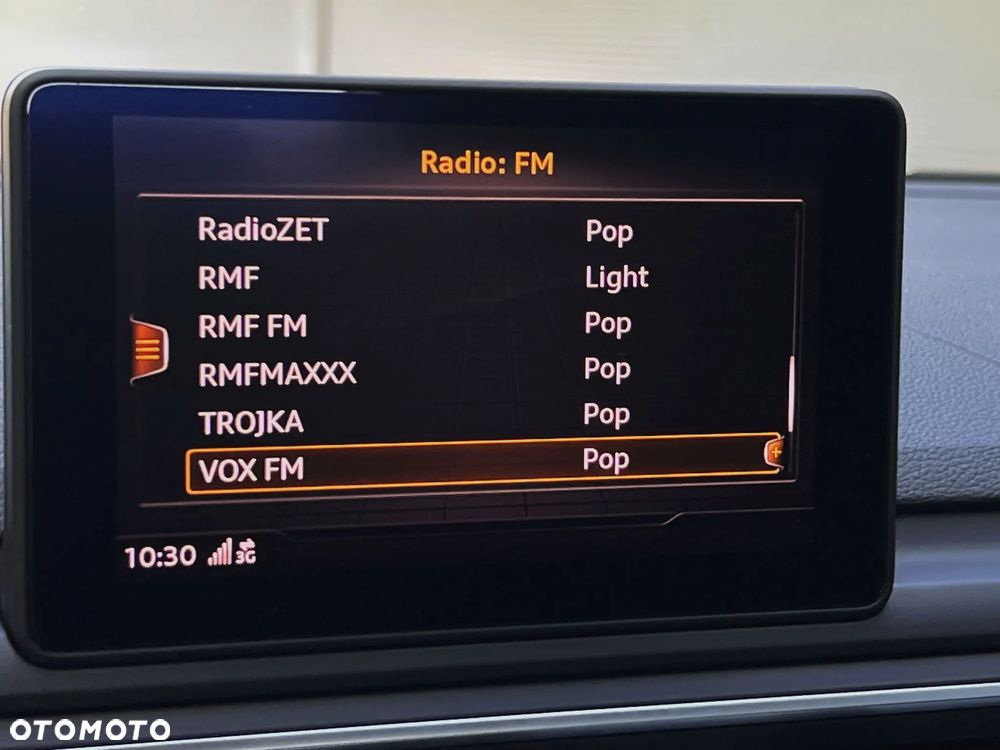 Radio: FM
RadioZET Pop
RMF Light
RMF FM Pop
RMFMAXXX Pop
TROJKA Pop
VOX FM Pop
10:30 3G
OTOMOTO